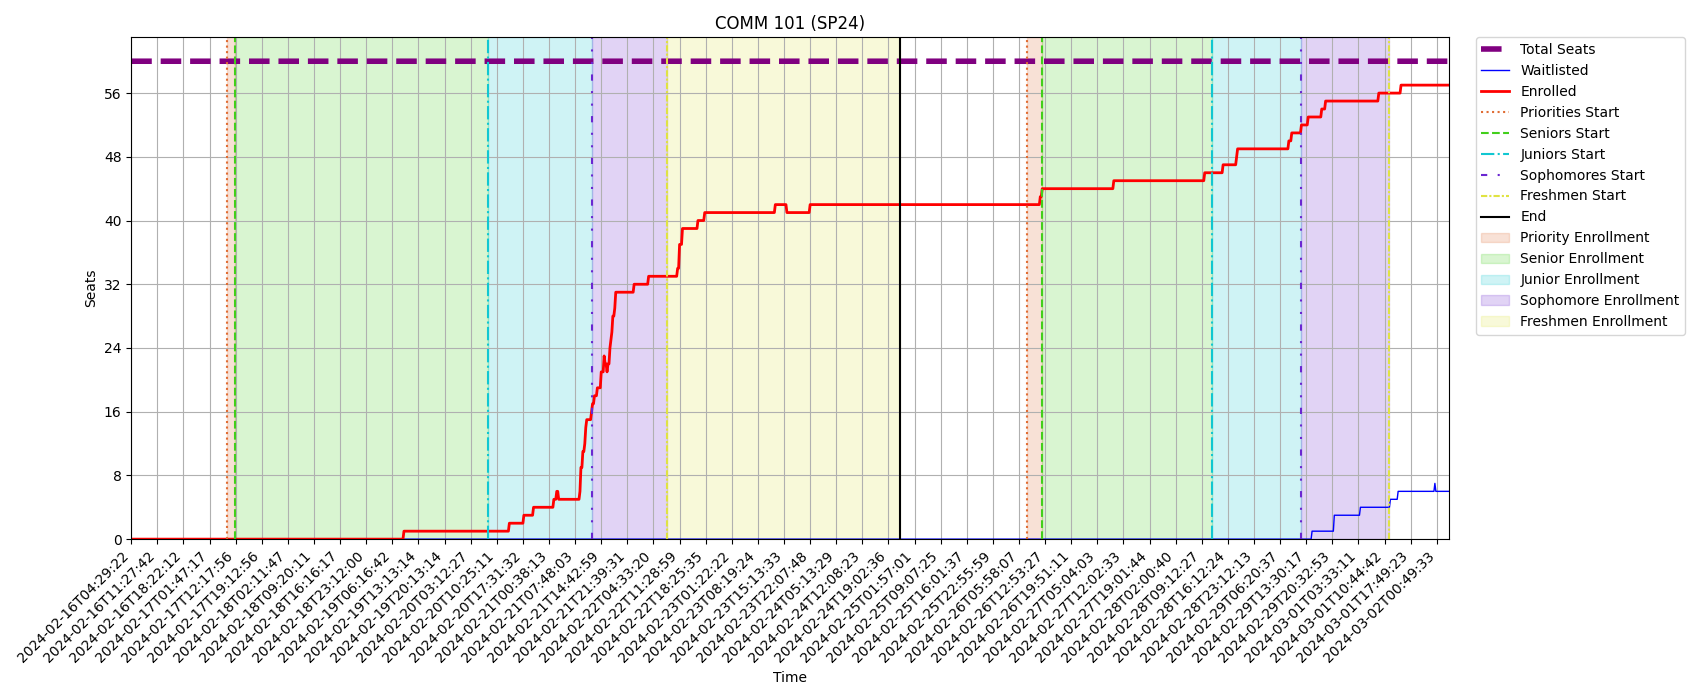 COMM 101 (SP24)
Seats
56
48
40
32
24
16
8
0
2024-02-16T04:29:22
2024-02-16T11:27:42
2024-02-16T18:22:12
2024-02-17T01:47:17
2024-02-17T12:17:56
2024-02-17T19:12:56
2024-02-18T02:11:47
2024-02-18T09:20:11
2024-02-18T16:16:17
2024-02-18T23:12:00
2024-02-19T06:16:42
2024-02-19T13:13:14
2024-02-19T20:13:14
2024-02-20T03:12:27
2024-02-20T10:25:11
2024-02-20T17:31:32
2024-02-21T00:38:13
2024-02-21T07:48:03
2024-02-21T14:42:59
2024-02-21T21:39:31
2024-02-22T04:33:20
2024-02-22T11:28:59
2024-02-22T18:25:35
2024-02-23T01:22:22
2024-02-23T08:19:24
2024-02-23T15:13:33
2024-02-23T22:07:48
2024-02-24T05:13:29
2024-02-24T12:08:23
2024-02-24T19:02:36
2024-02-25T01:57:01
2024-02-25T09:07:25
2024-02-25T16:01:37
2024-02-25T22:55:59
2024-02-26T05:58:07
2024-02-26T12:53:27
2024-02-26T19:51:11
2024-02-27T05:04:03
2024-02-27T12:02:33
2024-02-27T19:01:44
2024-02-28T02:00:40
2024-02-28T09:12:27
2024-02-28T16:12:24
2024-02-28T23:12:13
2024-02-29T06:20:37
2024-02-29T13:30:17
2024-02-29T20:32:53
2024-03-01T03:33:11
2024-03-01T10:44:42
2024-03-01T17:49:23
2024-03-02T00:49:33
Time
Total Seats
Waitlisted
Enrolled
Priorities Start
Seniors Start
Juniors Start
Sophomores Start
Freshmen Start
End
Priority Enrollment
Senior Enrollment
Junior Enrollment
Sophomore Enrollment
Freshmen Enrollment